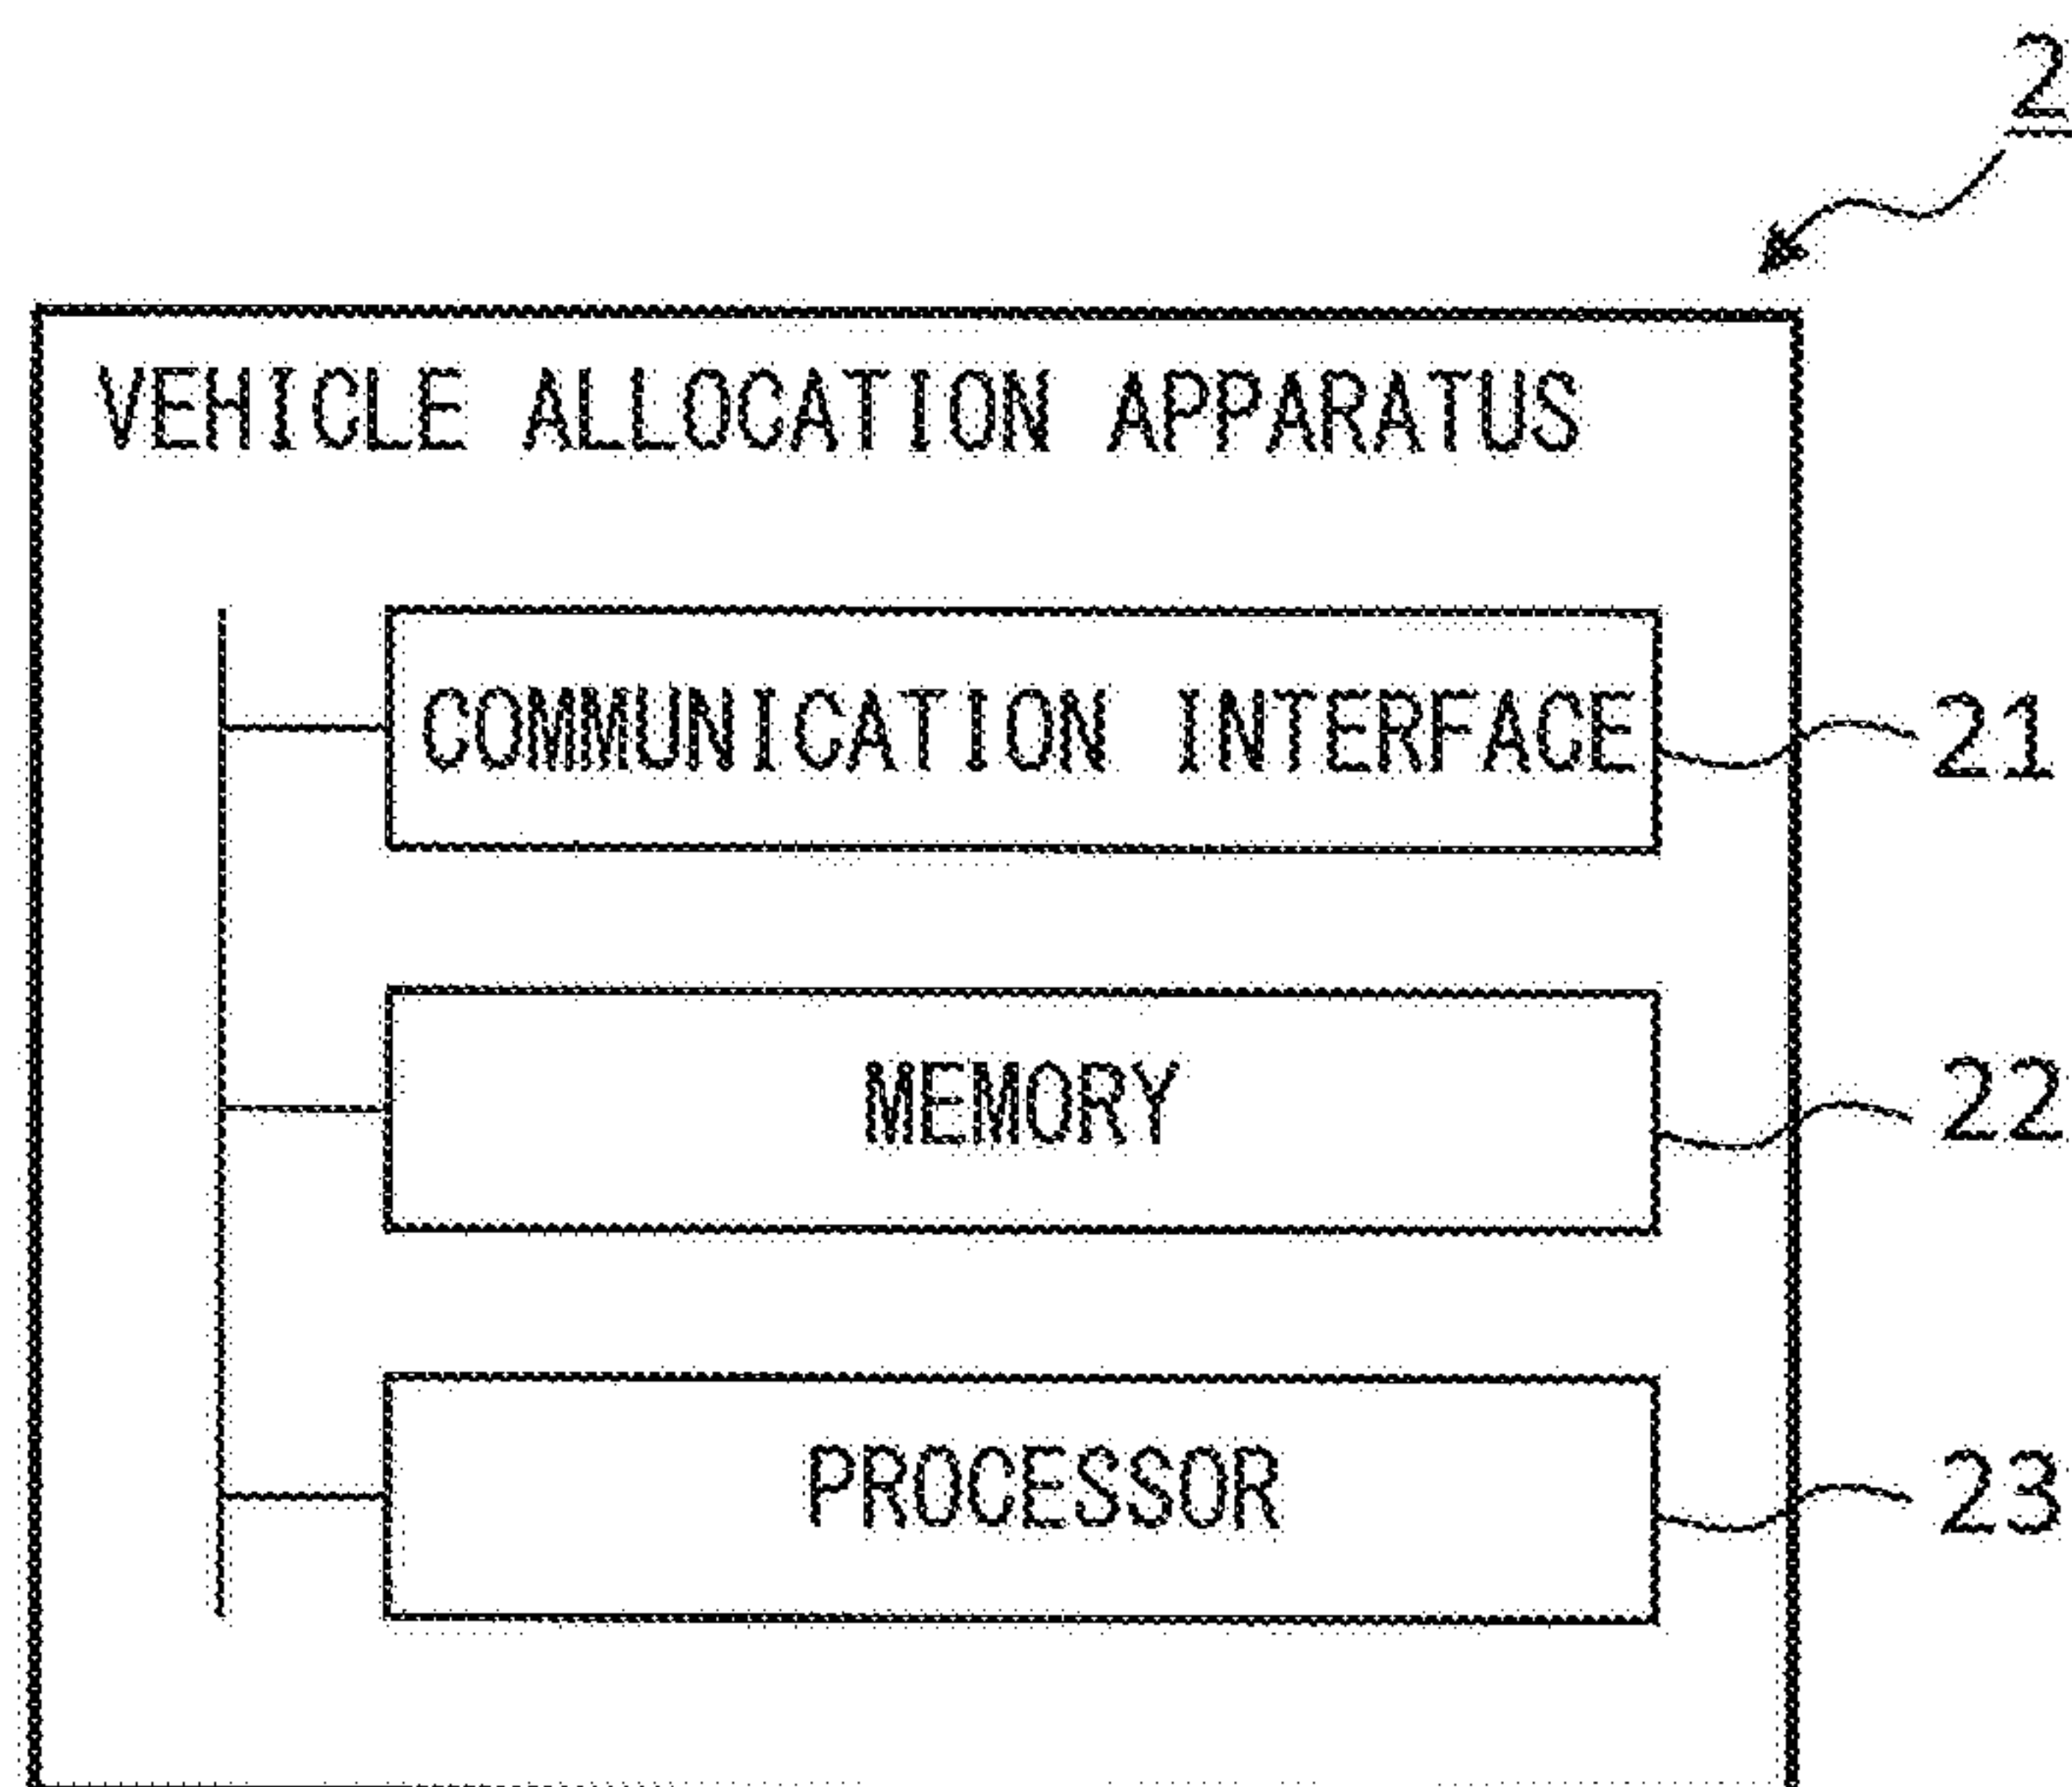 2
VEHICLE ALLOCATION APPARATUS
COMMUNICATION INTERFACE
21
MEMORY
22
PROCESSOR
23